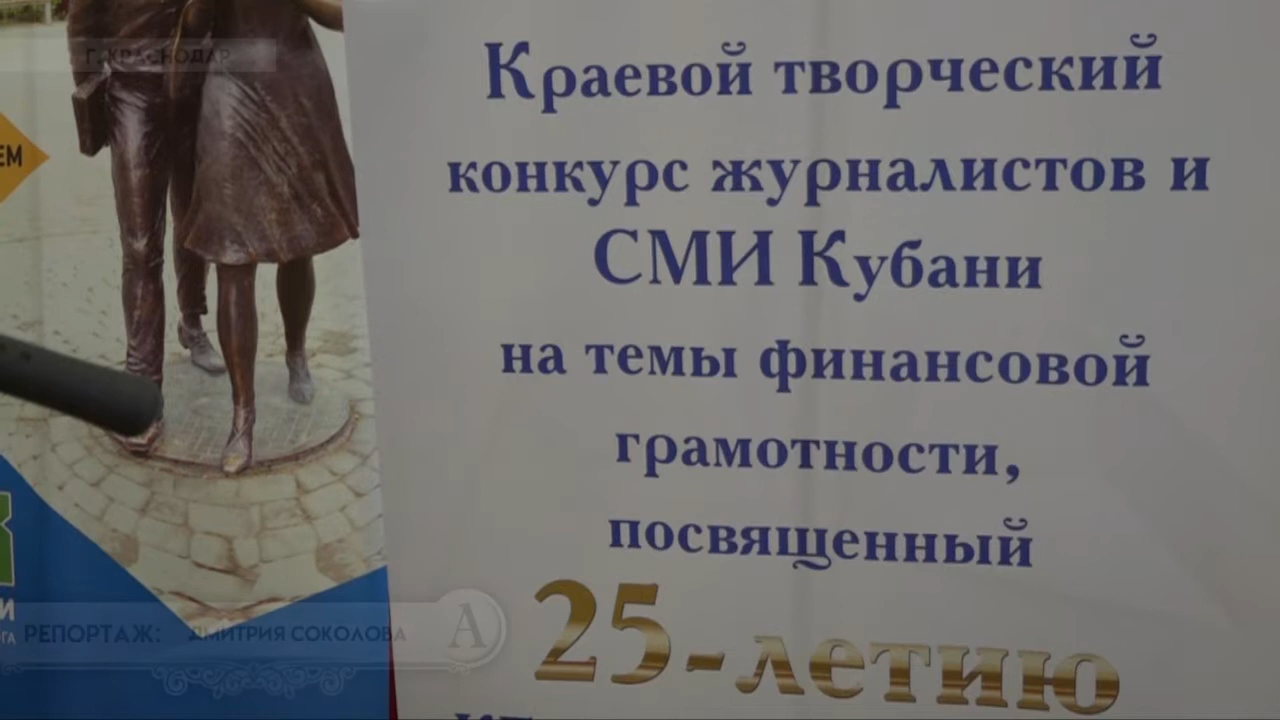 Г. КРАСНОДАР
Краевой творческий
конкурс журналистов и
СМИ Кубани
на темы финансовой
грамотности,
посвященный
25-летию
РЕПОРТАЖ: ДМИТРИЯ СОКОЛОВА
А